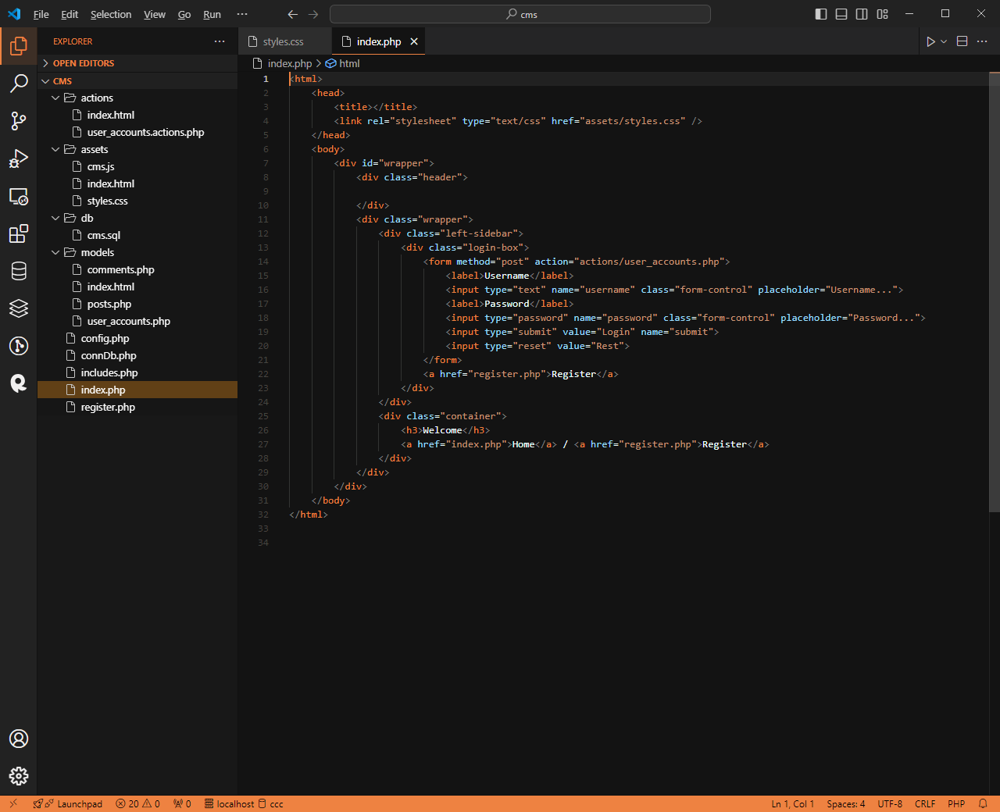 File Edit Selection View Go Run ··· cms
EXPLORER ···
OPEN EDITORS
CMS
actions
index.html
user_accounts.actions.php
assets
cms.js
index.html
styles.css
db
cms.sql
models
comments.php
index.html
posts.php
user_accounts.php
config.php
connDb.php
includes.php
index.php
register.php
styles.css index.php
index.php > html
1 <html>
2 <head>
3 <title></title>
4 <link rel="stylesheet" type="text/css" href="assets/styles.css" />
5 </head>
6 <body>
7 <div id="wrapper">
8 <div class="header">
9
10 </div>
11 <div class="wrapper">
12 <div class="left-sidebar">
13 <div class="login-box">
14 <form method="post" action="actions/user_accounts.php">
15 <label>Username</label>
16 <input type="text" name="username" class="form-control" placeholder="Username...">
17 <label>Password</label>
18 <input type="password" name="password" class="form-control" placeholder="Password...">
19 <input type="submit" value="Login" name="submit">
20 <input type="reset" value="Rest">
21 </form>
22 <a href="register.php">Register</a>
23 </div>
24 </div>
25 <div class="container">
26 <h3>Welcome</h3>
27 <a href="index.php">Home</a> / <a href="register.php">Register</a>
28 </div>
29 </div>
30 </div>
31 </body>
32 </html>
33
34
Launchpad 20 0 0 localhost ccc Ln 1, Col 1 Spaces: 4 UTF-8 CRLF PHP